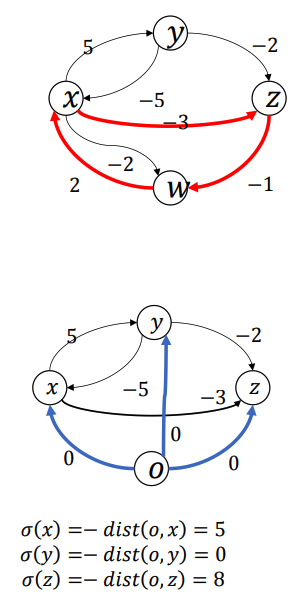 y
5
-2
x
-5
z
-3
-2
2
w
-1
y
5
-2
x
-5
-3
z
0
0
o
0
σ(x) =− dist(o, x) = 5
σ(y) =− dist(o, y) = 0
σ(z) =− dist(o, z) = 8